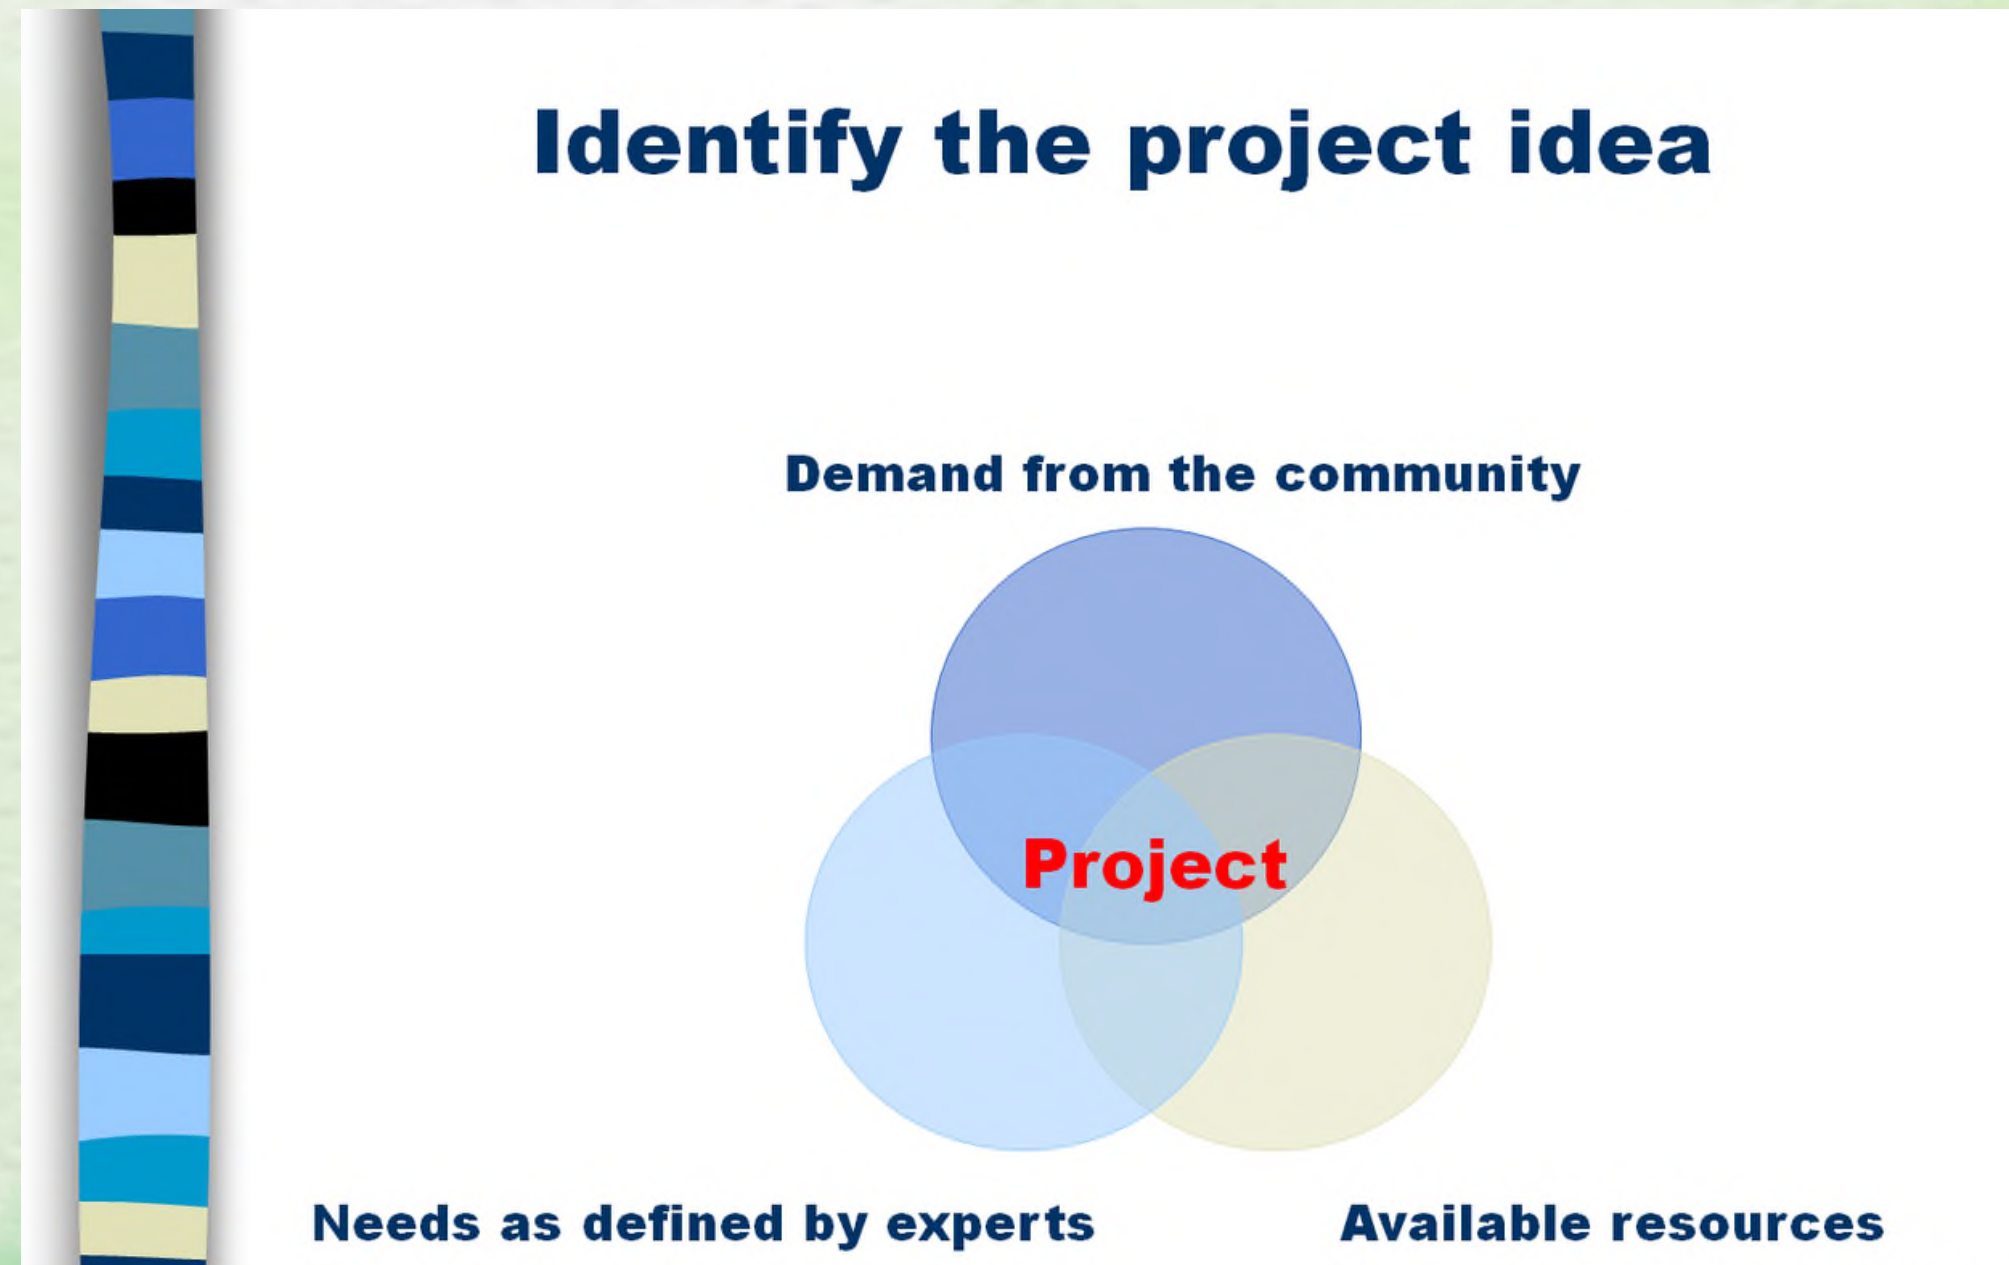 Identify the project idea
Demand from the community
Project
Needs as defined by experts
Available resources